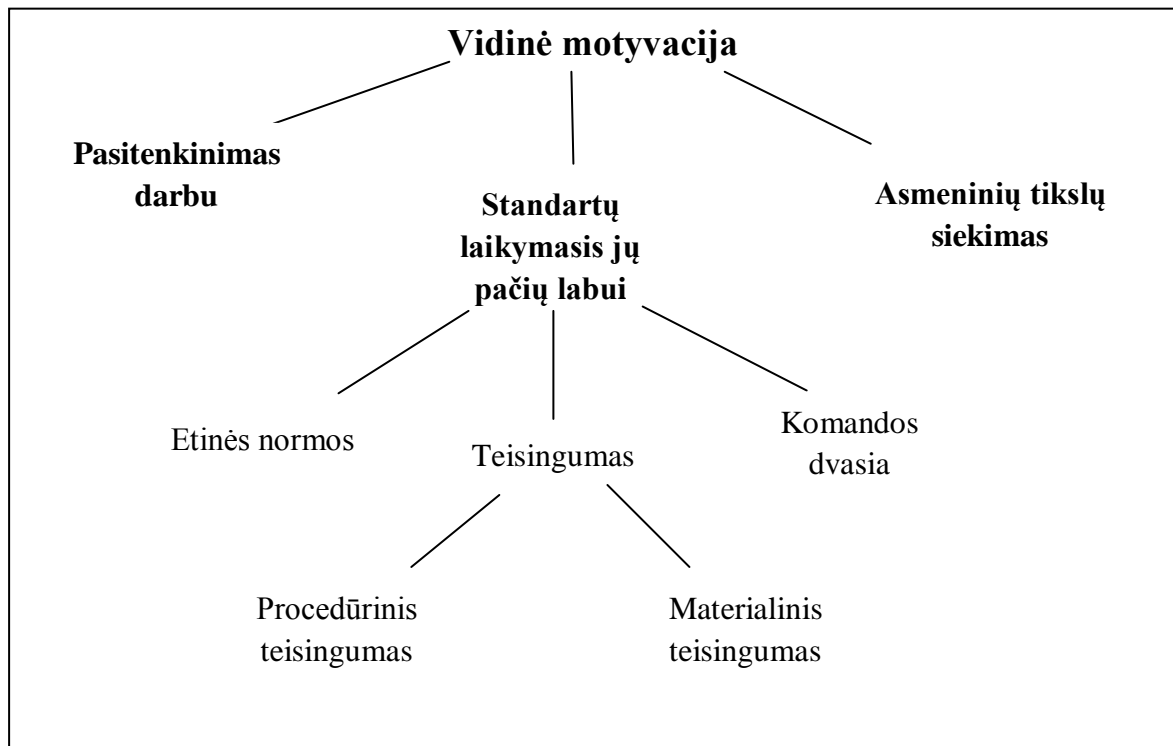 Vidinė motyvacija
Pasitenkinimas
darbu
Standartų
laikymasis jų
pačių labui
Asmeninių tikslų
siekimas
Etinės normos
Teisingumas
Komandos
dvasia
Procedūrinis
teisingumas
Materialinis
teisingumas